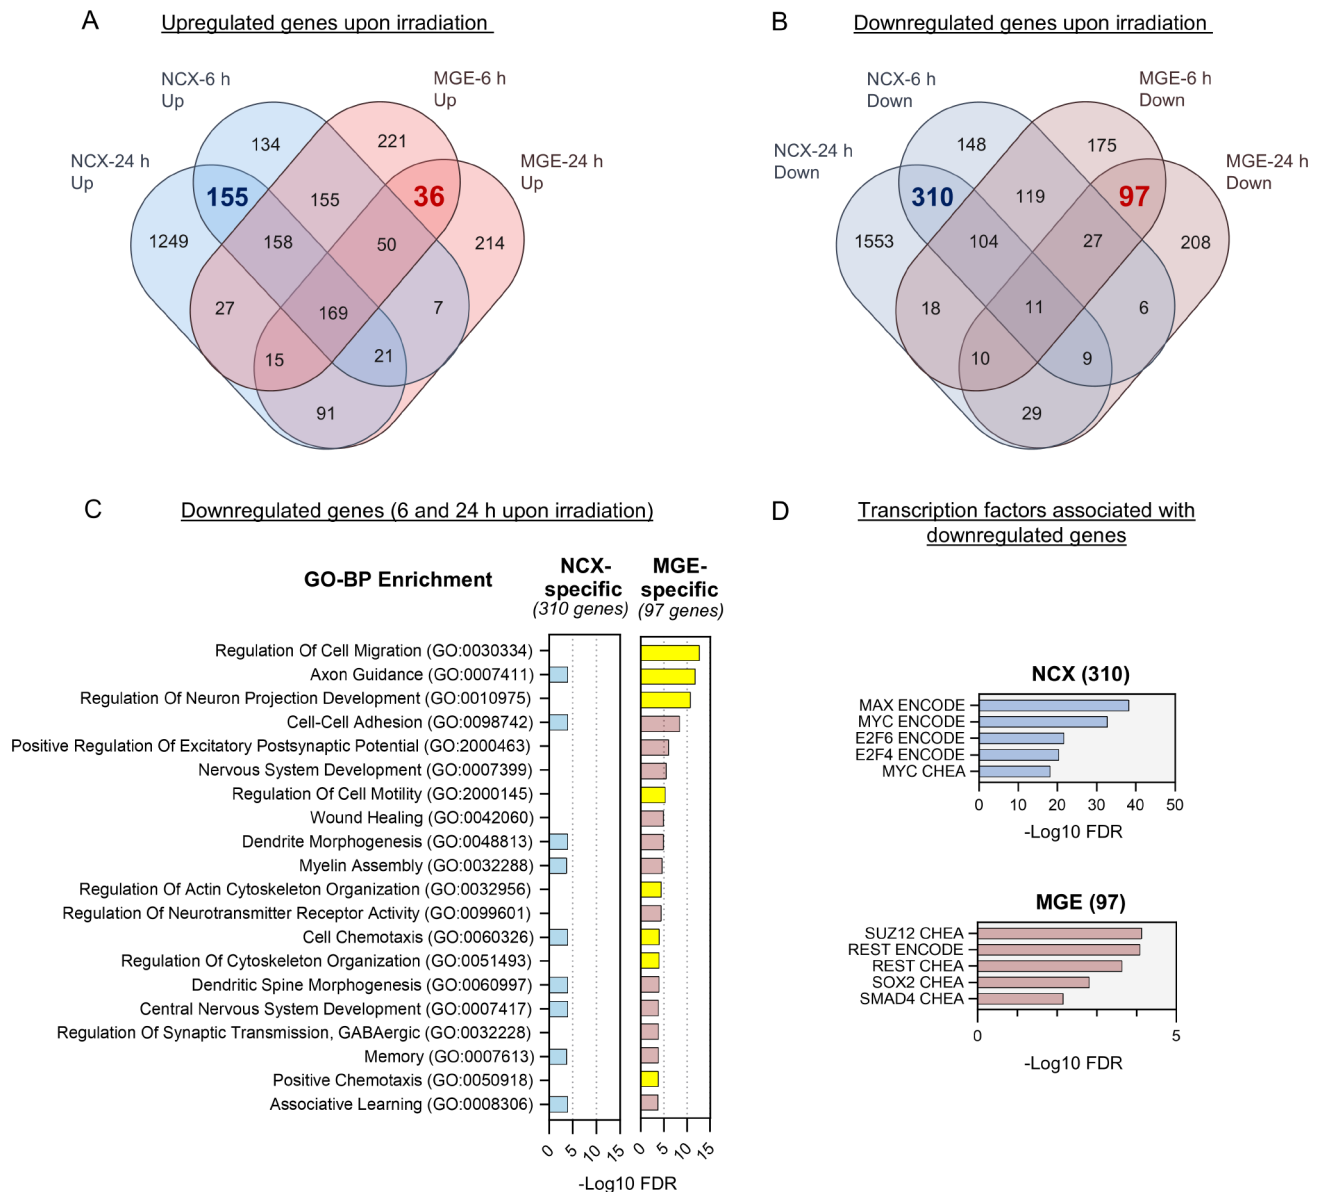 A
Upregulated genes upon irradiation
NCX-6 h
Up
MGE-6 h
Up
NCX-24 h
Up
MGE-24 h
Up
134
221
155
155
36
1249
158
50
214
27
169
7
15
21
91
B
Downregulated genes upon irradiation
NCX-6 h
Down
MGE-6 h
Down
NCX-24 h
Down
MGE-24 h
Down
148
175
310
119
97
1553
104
27
208
18
11
6
10
9
29
C
Downregulated genes (6 and 24 h upon irradiation)
GO-BP Enrichment
NCX-
specific
(310 genes)
MGE-
specific
(97 genes)
Regulation Of Cell Migration (GO:0030334)
Axon Guidance (GO:0007411)
Regulation Of Neuron Projection Development (GO:0010975)
Cell-Cell Adhesion (GO:0098742)
Positive Regulation Of Excitatory Postsynaptic Potential (GO:2000463)
Nervous System Development (GO:0007399)
Regulation Of Cell Motility (GO:2000145)
Wound Healing (GO:0042060)
Dendrite Morphogenesis (GO:0048813)
Myelin Assembly (GO:0032288)
Regulation Of Actin Cytoskeleton Organization (GO:0032956)
Regulation Of Neurotransmitter Receptor Activity (GO:0099601)
Cell Chemotaxis (GO:0060326)
Regulation Of Cytoskeleton Organization (GO:0051493)
Dendritic Spine Morphogenesis (GO:0060997)
Central Nervous System Development (GO:0007417)
Regulation Of Synaptic Transmission, GABAergic (GO:0032228)
Memory (GO:0007613)
Positive Chemotaxis (GO:0050918)
Associative Learning (GO:0008306)
0 5 10 15
0 5 10 15
-Log10 FDR
D
Transcription factors associated with
downregulated genes
NCX (310)
MAX ENCODE
MYC ENCODE
E2F6 ENCODE
E2F4 ENCODE
MYC CHEA
0 10 20 30 40 50
-Log10 FDR
MGE (97)
SUZ12 CHEA
REST ENCODE
REST CHEA
SOX2 CHEA
SMAD4 CHEA
0 5
-Log10 FDR